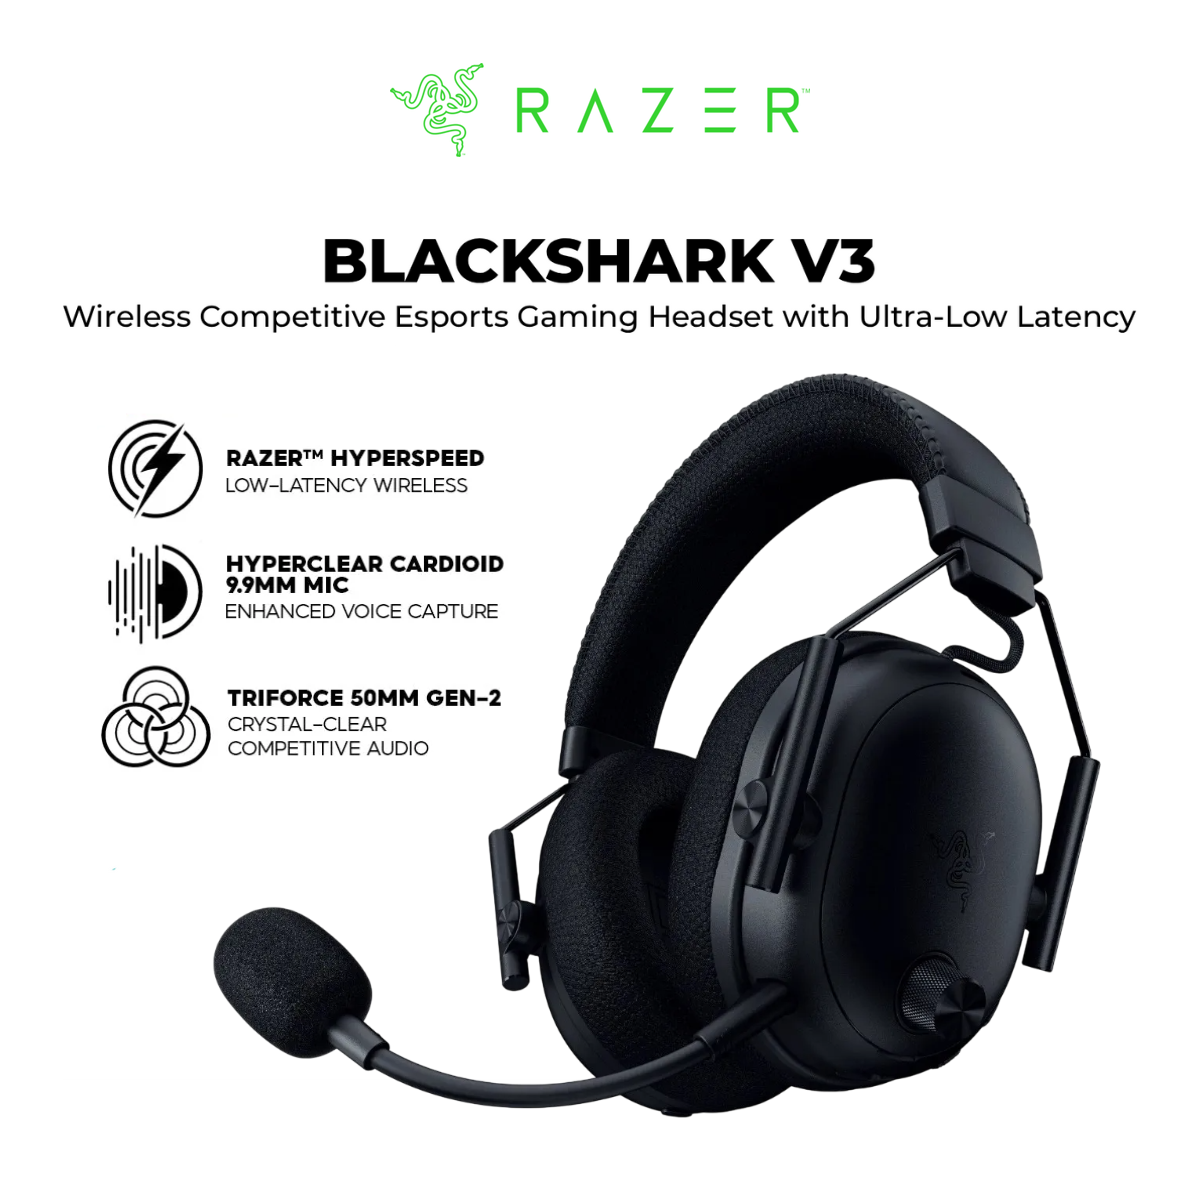 RAZER™
BLACKSHARK V3
Wireless Competitive Esports Gaming Headset with Ultra-Low Latency
RAZER™ HYPERSPEED
LOW-LATENCY WIRELESS
HYPERCLEAR CARDIOID
9.9MM MIC
ENHANCED VOICE CAPTURE
TRIFORCE 50MM GEN-2
CRYSTAL-CLEAR
COMPETITIVE AUDIO